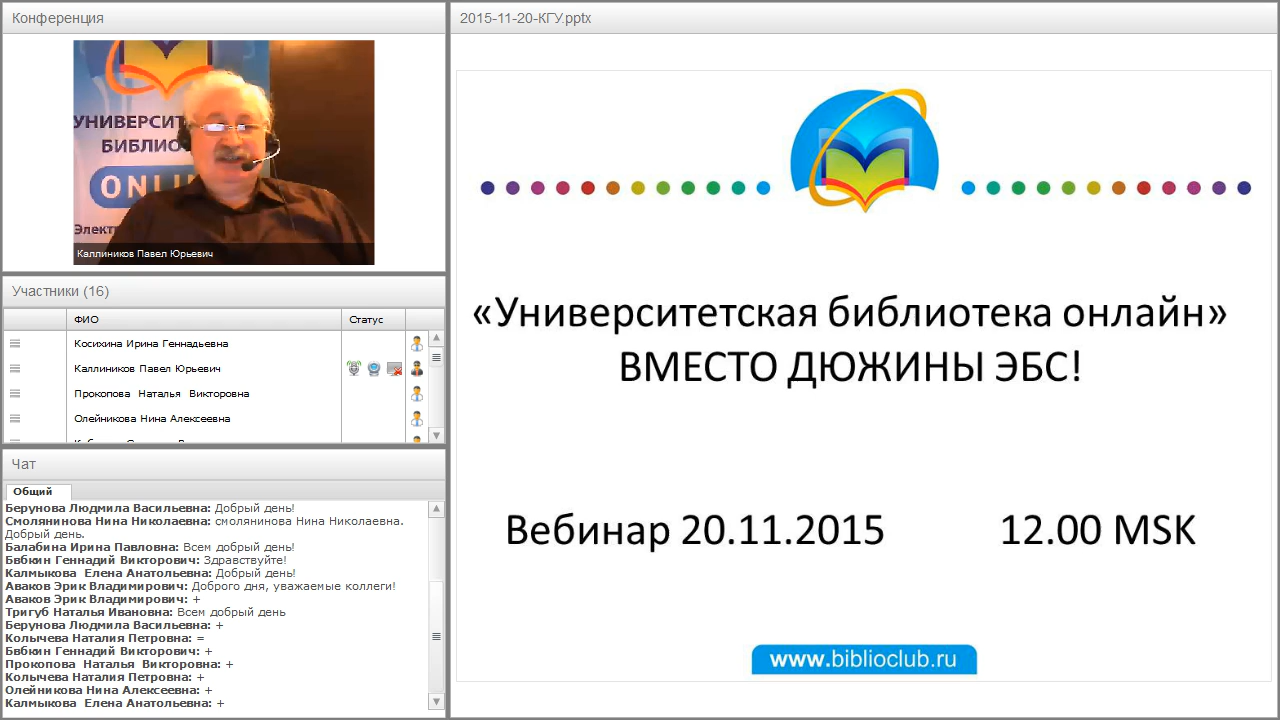 Конференция
УНИВЕРСИТ
БИБЛИО
ONLI
Элект
Каллиников Павел Юрьевич
Участники (16)
ФИО Статус
Косихина Ирина Геннадьевна
Каллиников Павел Юрьевич
Прокопова Наталья Викторовна
Олейникова Нина Алексеевна
Чат
Общий
Берунова Людмила Васильевна: Добрый день!
Смолянинова Нина Николаевна: смолянинова Нина Николаевна.
Добрый день.
Балабина Ирина Павловна: Всем добрый день!
Бябкин Геннадий Викторович: Здравствуйте!
Калмыкова Елена Анатольевна: Добрый день!
Аваков Эрик Владимирович: Доброго дня, уважаемые коллеги!
Аваков Эрик Владимирович: +
Тригуб Наталья Ивановна: Всем добрый день
Берунова Людмила Васильевна: +
Колычева Наталия Петровна: =
Бябкин Геннадий Викторович: +
Прокопова Наталья Викторовна: +
Колычева Наталия Петровна: +
Олейникова Нина Алексеевна: +
Калмыкова Елена Анатольевна: +
2015-11-20-КГУ.pptx
«Университетская библиотека онлайн»
ВМЕСТО ДЮЖИНЫ ЭБС!
Вебинар 20.11.2015 12.00 MSK
www.biblioclub.ru